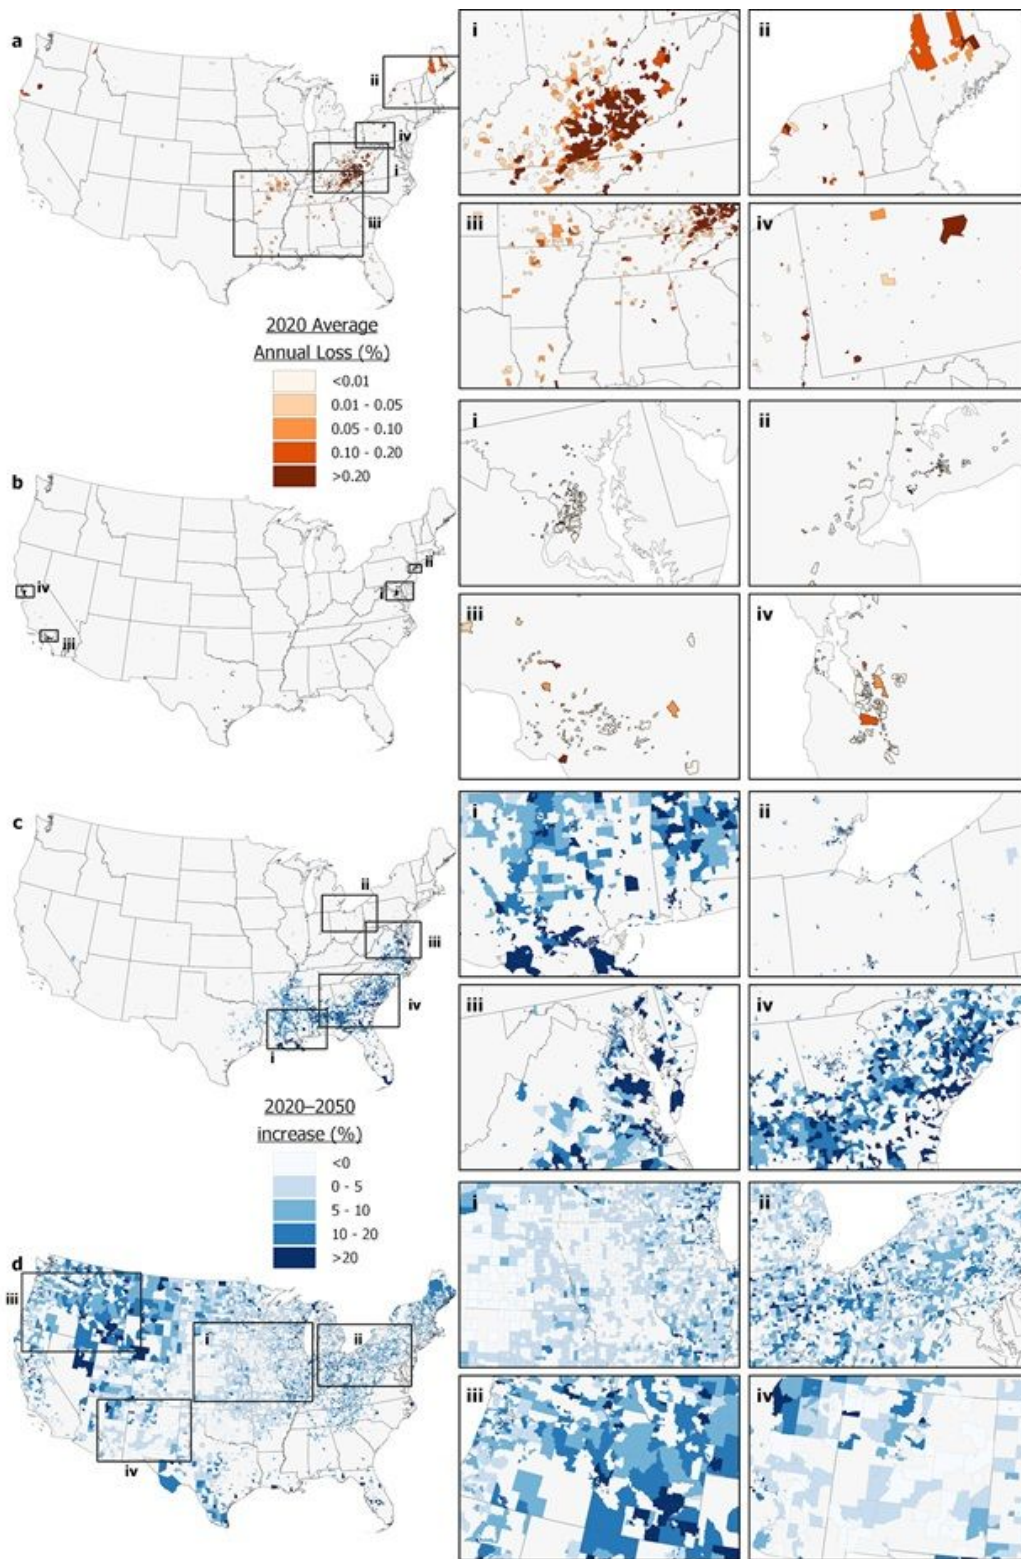 a
ii
iv
i
iii
i
ii
iii
iv
2020 Average
Annual Loss (%)
<0.01
0.01 - 0.05
0.05 - 0.10
0.10 - 0.20
>0.20
b
ii
iv
i
iii
i
ii
iii
iv
c
ii
iii
iv
i
i
ii
iii
iv
2020–2050
increase (%)
<0
0 - 5
5 - 10
10 - 20
>20
d
iii
i
ii
iv
i
ii
iii
iv